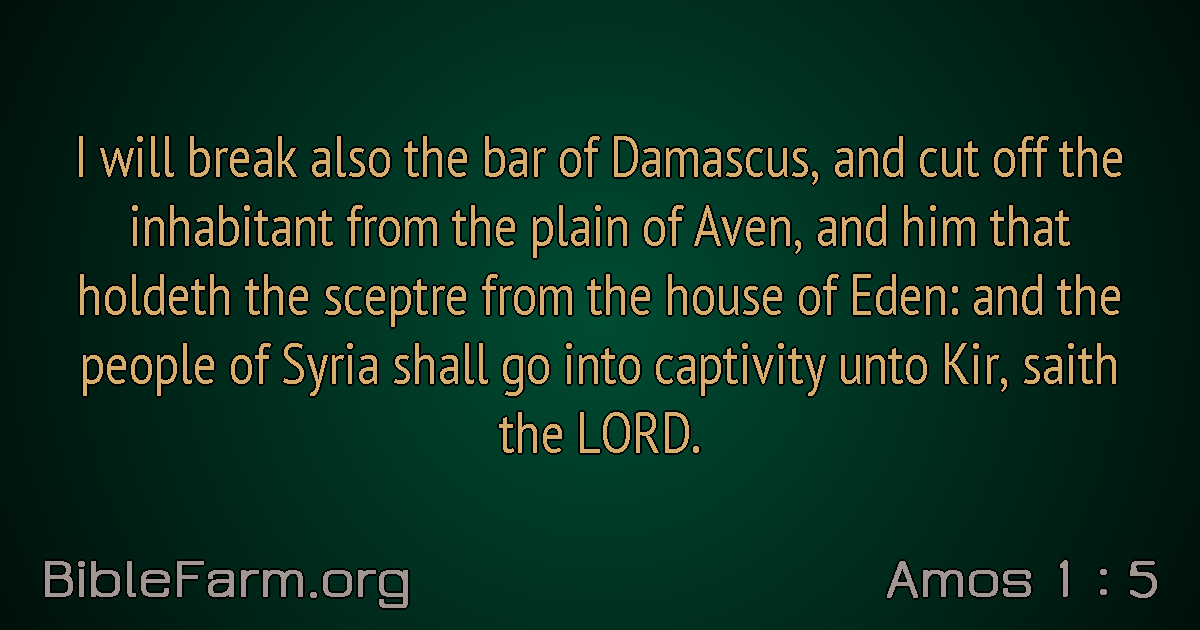 I will break also the bar of Damascus, and cut off the
inhabitant from the plain of Aven, and him that
holdeth the sceptre from the house of Eden: and the
people of Syria shall go into captivity unto Kir, saith
the LORD.
BibleFarm.org
Amos 1 : 5